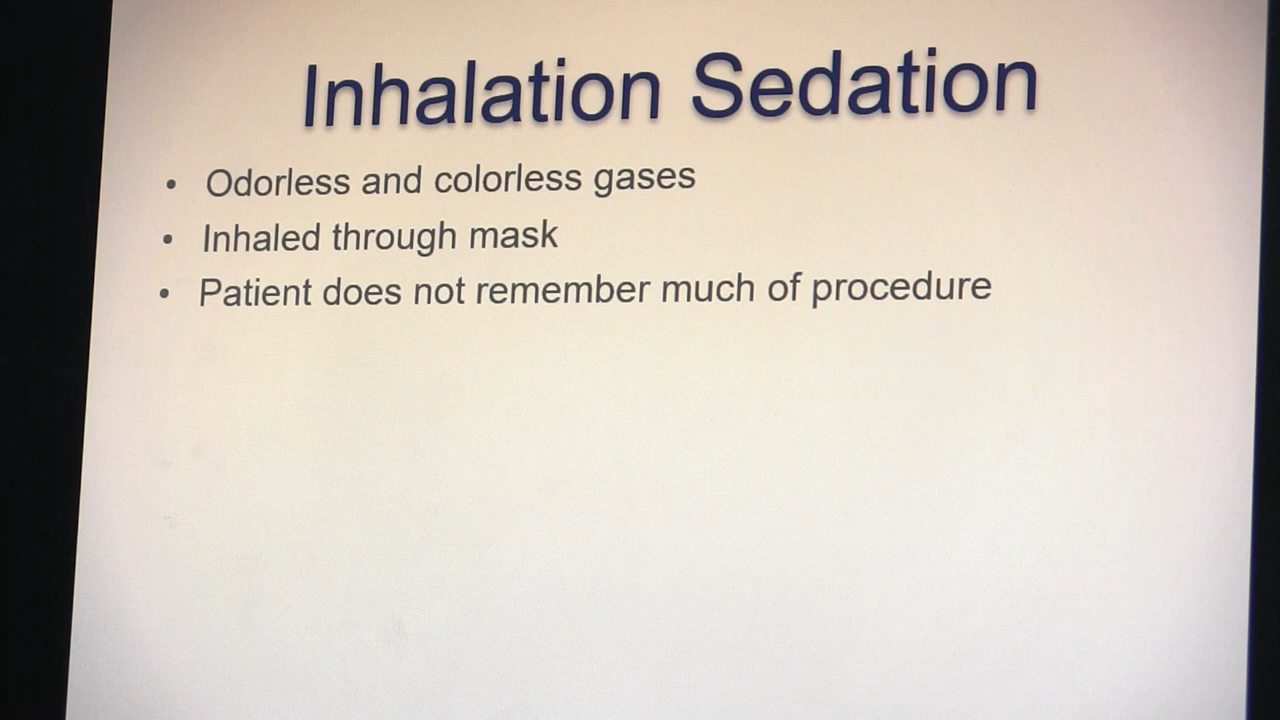 Inhalation Sedation
• Odorless and colorless gases
• Inhaled through mask
• Patient does not remember much of procedure